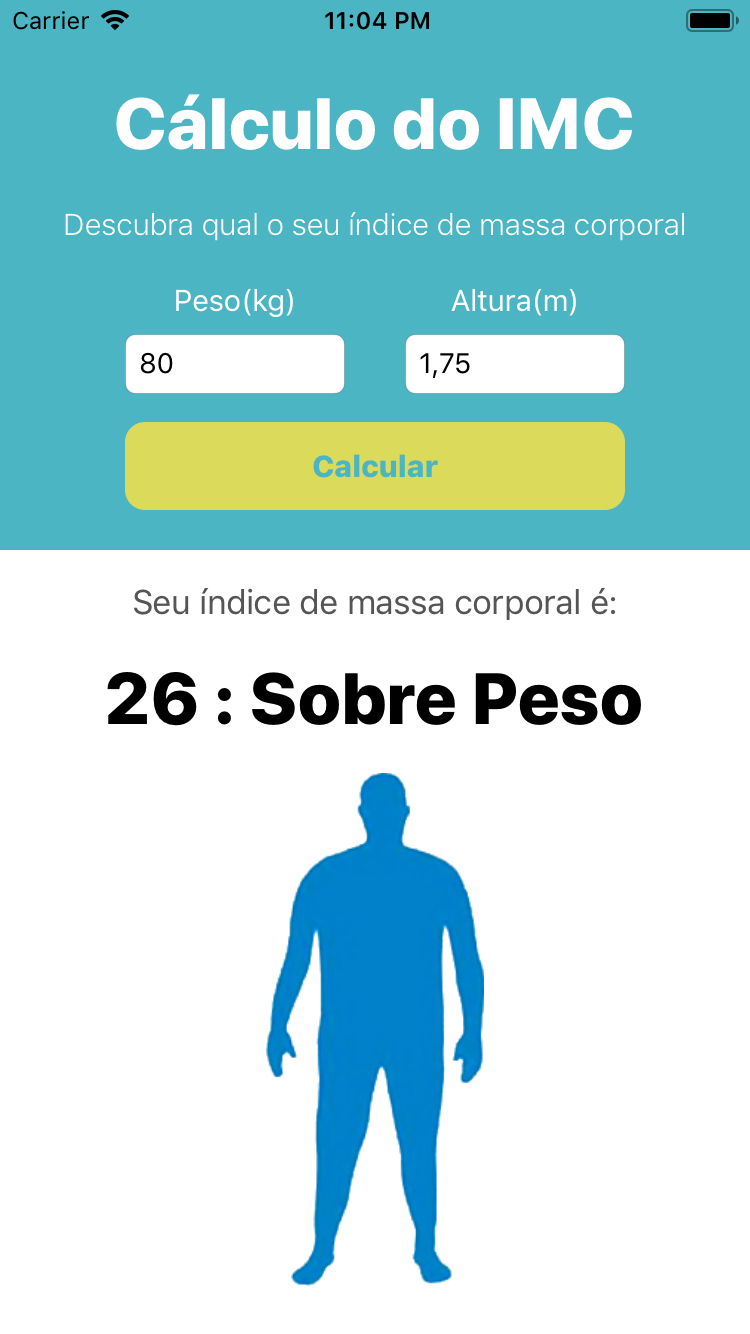 Carrier 11:04 PM
Cálculo do IMC
Descubra qual o seu índice de massa corporal
Peso(kg) Altura(m)
80 1,75
Calcular
Seu índice de massa corporal é:
26 : Sobre Peso